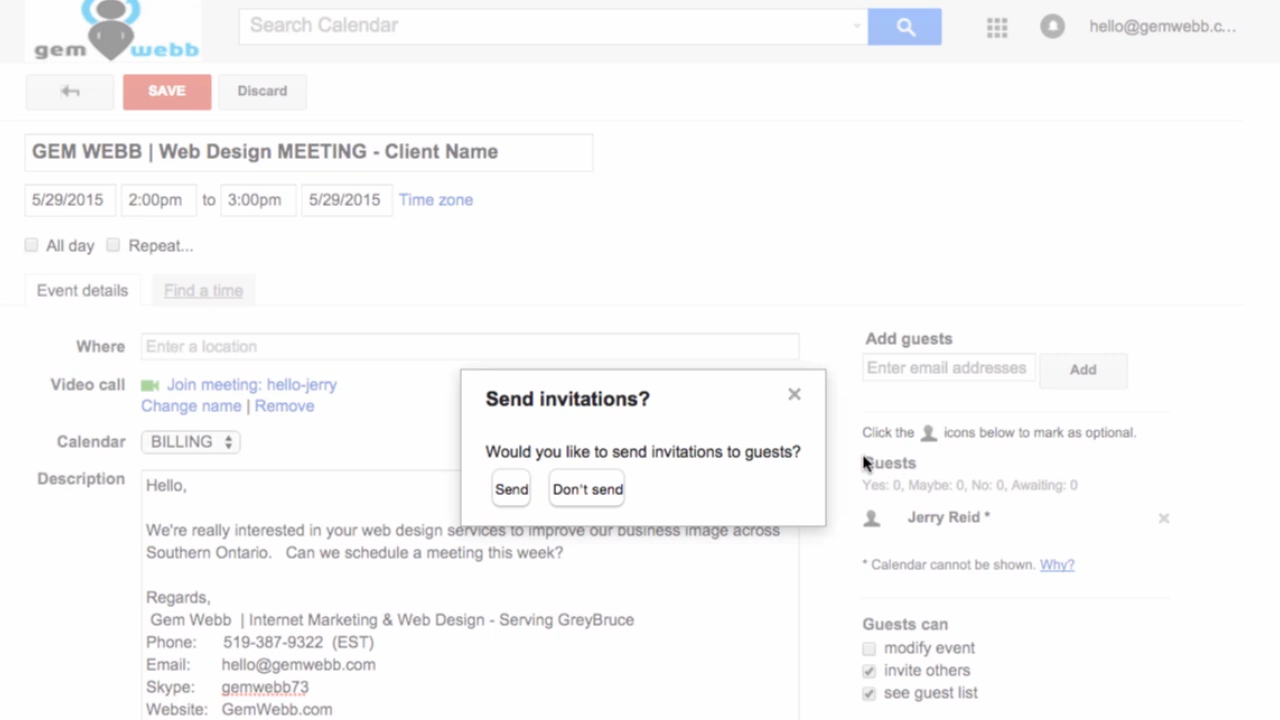 gem webb
Search Calendar
hello@gemwebb.c...
SAVE
Discard
GEM WEBB | Web Design MEETING - Client Name
5/29/2015 2:00pm to 3:00pm 5/29/2015 Time zone
All day Repeat...
Event details Find a time
Where Enter a location
Video call Join meeting: hello-jerry
Change name | Remove
Calendar BILLING
Description Hello,
We're really interested in your web design services to improve our business image across
Southern Ontario. Can we schedule a meeting this week?
Regards,
Gem Webb | Internet Marketing & Web Design - Serving GreyBruce
Phone: 519-387-9322 (EST)
Email: hello@gemwebb.com
Skype: gemwebb73
Website: GemWebb.com
Send invitations?
Would you like to send invitations to guests?
Send Don't send
Add guests
Enter email addresses Add
Click the icons below to mark as optional.
Guests
Yes: 0, Maybe: 0, No: 0, Awaiting: 0
Jerry Reid *
* Calendar cannot be shown. Why?
Guests can
modify event
invite others
see guest list